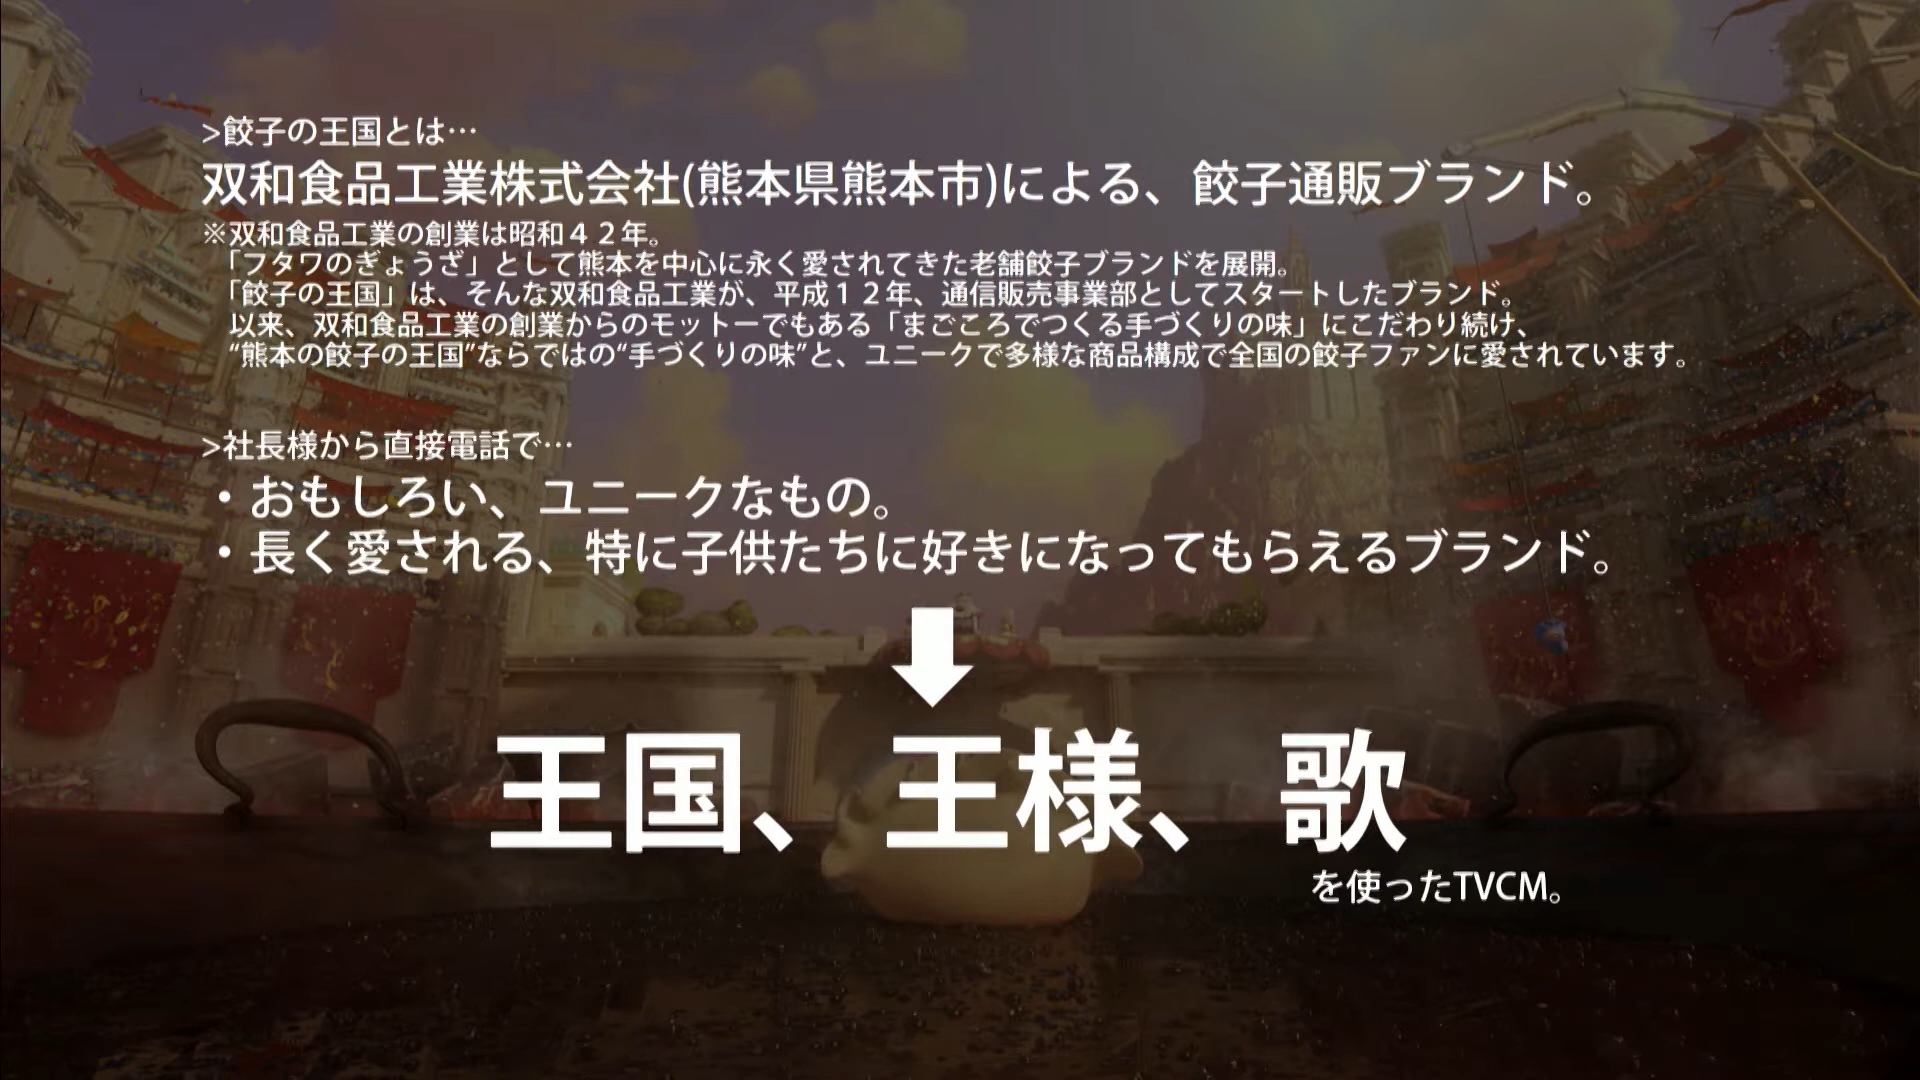 >餃子の王国とは…
双和食品工業株式会社(熊本県熊本市)による、餃子通販ブランド。
※双和食品工業の創業は昭和４２年。
「フタワのぎょうざ」として熊本を中心に永く愛されてきた老舗餃子ブランドを展開。
「餃子の王国」は、そんな双和食品工業が、平成１２年、通信販売事業部としてスタートしたブランド。
以来、双和食品工業の創業からのモットーでもある「まごころでつくる手づくりの味」にこだわり続け、
“熊本の餃子の王国”ならではの“手づくりの味”と、ユニークで多様な商品構成で全国の餃子ファンに愛されています。
>社長様から直接電話で…
・おもしろい、ユニークなもの。
・長く愛される、特に子供たちに好きになってもらえるブランド。
王国、王様、歌
を使ったTVCM。